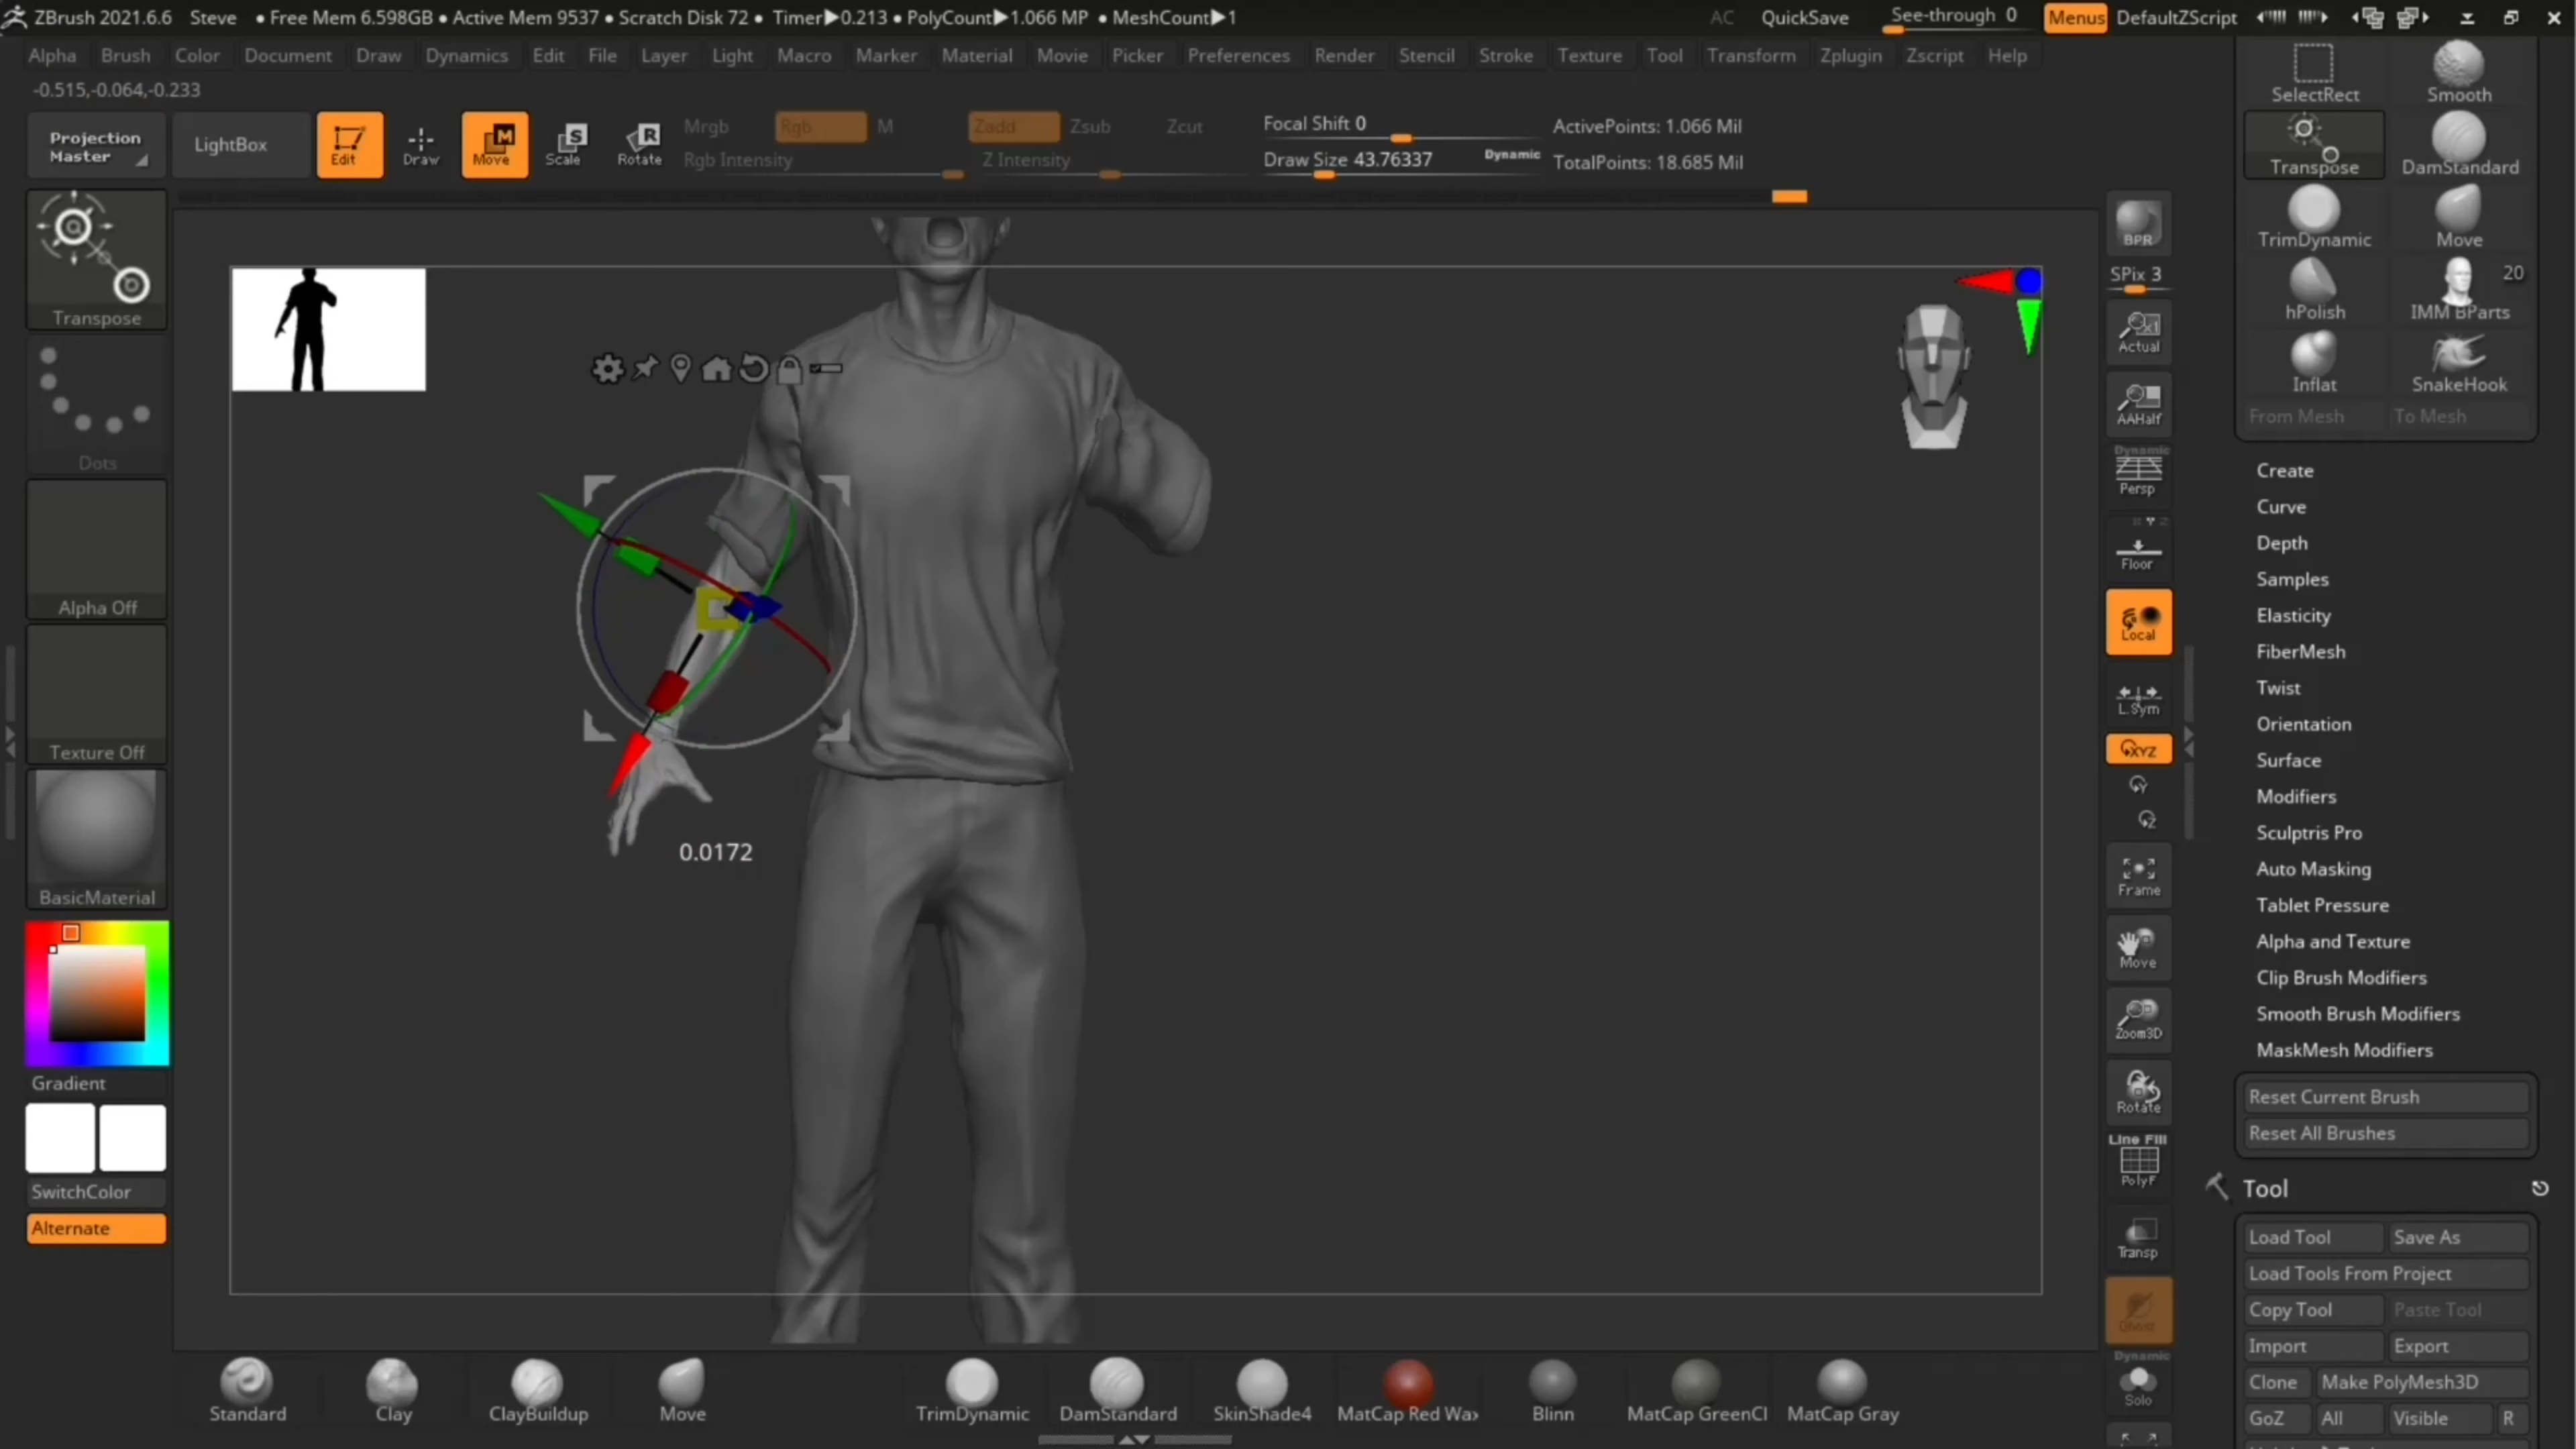 ZBrush 2021.6.6 Steve • Free Mem 6.598GB • Active Mem 9537 • Scratch Disk 72 • Timer▶0.213 • PolyCount▶1.066 MP • MeshCount▶1 AC QuickSave See-through 0 Menus DefaultZScript
Alpha Brush Color Document Draw Dynamics Edit File Layer Light Macro Marker Material Movie Picker Preferences Render Stencil Stroke Texture Tool Transform Zplugin Zscript Help
-0.515,-0.064,-0.233
Projection Master
LightBox
Edit
Draw
Move
Scale
Rotate
Mrgb Rgb M
Rgb Intensity
Zadd Zsub Zcut
Z Intensity
Focal Shift 0
Draw Size 43.76337 Dynamic
ActivePoints: 1.066 Mil
TotalPoints: 18.685 Mil
Transpose
Dots
Alpha Off
Texture Off
BasicMaterial
Gradient
SwitchColor
Alternate
0.0172
BPR
SPix 3
Actual
AAHalf
Dynamic
Persp
Floor
Local
L.Sym
XYZ
Y
Z
Frame
Move
Zoom3D
Rotate
Line Fill
PolyF
Transp
Ghost
Dynamic
Solo
SelectRect Smooth
Transpose DamStandard
TrimDynamic Move
20
hPolish IMM BParts
Inflat SnakeHook
From Mesh To Mesh
Create
Curve
Depth
Samples
Elasticity
FiberMesh
Twist
Orientation
Surface
Modifiers
Sculptris Pro
Auto Masking
Tablet Pressure
Alpha and Texture
Clip Brush Modifiers
Smooth Brush Modifiers
MaskMesh Modifiers
Reset Current Brush
Reset All Brushes
Tool
Load Tool Save As
Load Tools From Project
Copy Tool Paste Tool
Import Export
Clone Make PolyMesh3D
GoZ All Visible R
Standard Clay ClayBuildup Move TrimDynamic DamStandard SkinShade4 MatCap Red Wax Blinn MatCap GreenCl MatCap Gray